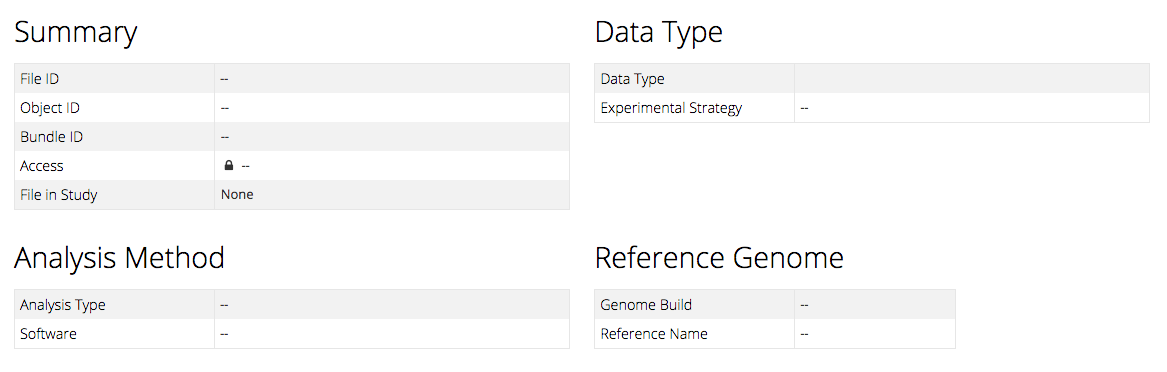 Summary
File ID --
Object ID --
Bundle ID --
Access --
File in Study None
Data Type
Data Type
Experimental Strategy --
Analysis Method
Analysis Type --
Software --
Reference Genome
Genome Build --
Reference Name --